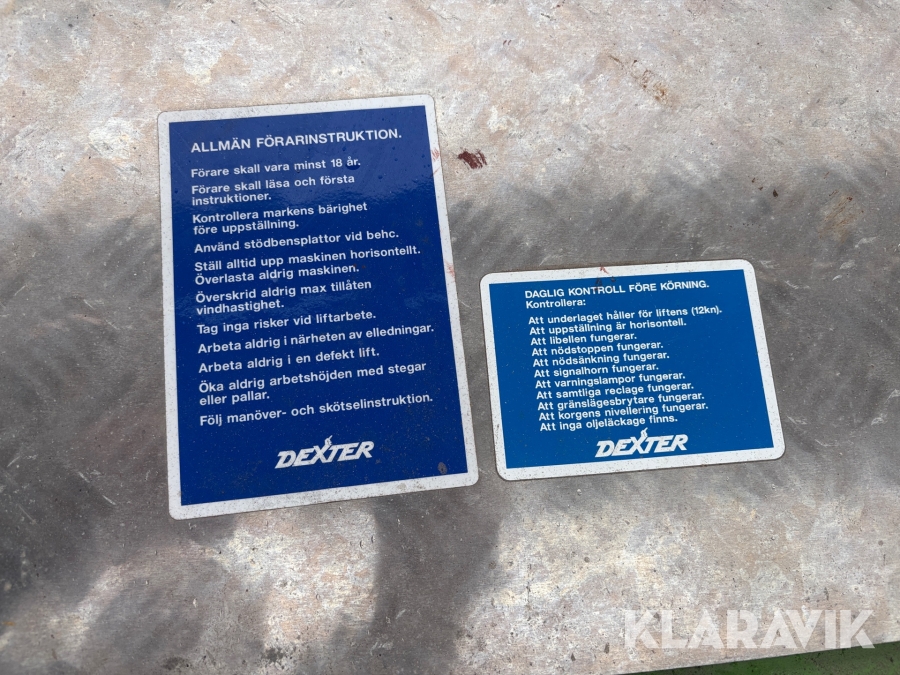 ALLMÄN FÖRARINSTRUKTION.
Förare skall vara minst 18 år.
Förare skall läsa och första
instruktioner.
Kontrollera markens bärighet
före uppställning.
Använd stödbensplattor vid behc.
Ställ alltid upp maskinen horisontellt.
Överlasta aldrig maskinen.
Överskrid aldrig max tillåten
vindhastighet.
Tag inga risker vid liftarbete.
Arbeta aldrig i närheten av elledningar.
Arbeta aldrig i en defekt lift.
Öka aldrig arbetshöjden med stegar
eller pallar.
Följ manöver- och skötselinstruktion.
DEXTER
DAGLIG KONTROLL FÖRE KÖRNING.
Kontrollera:
Att underlaget håller för liftens (12kn).
Att uppställning är horisontell.
Att libellen fungerar.
Att nödstoppen fungerar.
Att nödsänkning fungerar.
Att signalhorn fungerar.
Att varningslampor fungerar.
Att samtliga reclage fungerar.
Att gränslägesbrytare fungerar.
Att korgens nivellering fungerar.
Att inga oljeläckage finns.
DEXTER
KLARAVIK